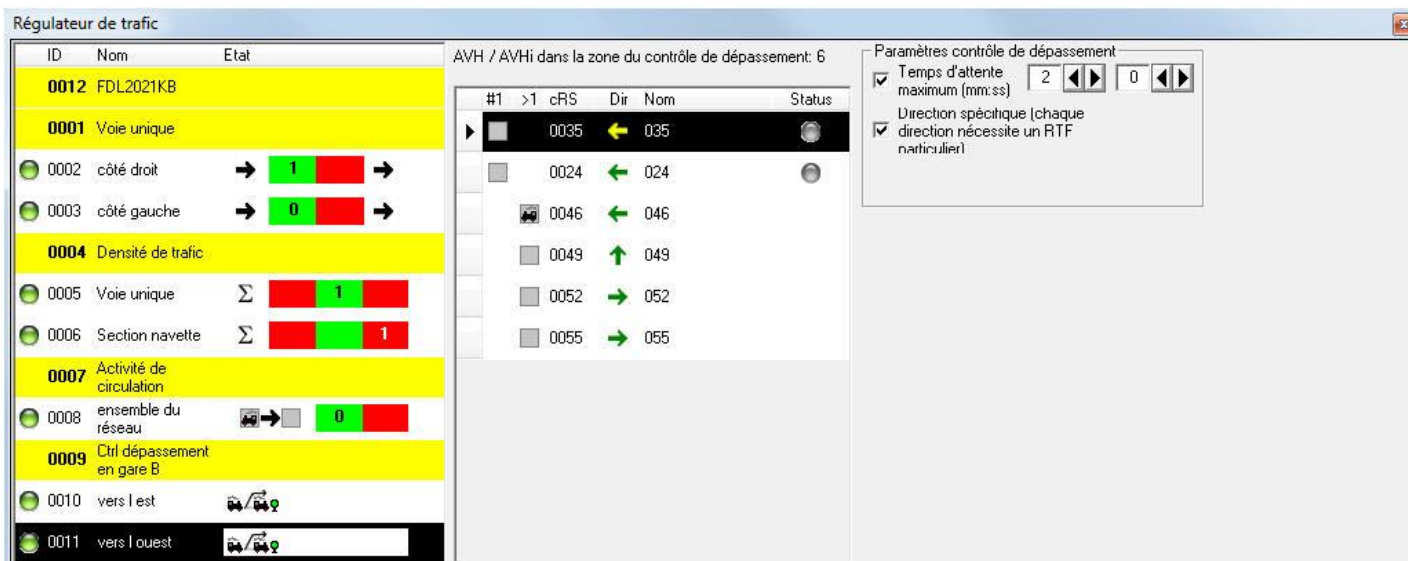 Régulateur de trafic
ID Nom Etat
0012 FDL2021KB
0001 Voie unique
0002 côté droit 1
0003 côté gauche 0
0004 Densité de trafic
0005 Voie unique Σ 1
0006 Section navette Σ 1
0007 Activité de
circulation
0008 ensemble du
réseau 0
0009 Ctrl dépassement
en gare B
0010 vers l est
0011 vers l ouest
AVH / AVHi dans la zone du contrôle de dépassement: 6
#1 >1 cRS Dir Nom Status
0035 035
0024 024
0046 046
0049 049
0052 052
0055 055
Paramètres contrôle de dépassement
Temps d'attente
maximum (mm:ss) 2 0
Direction spécifique (chaque
direction nécessite un RTF
particulier)